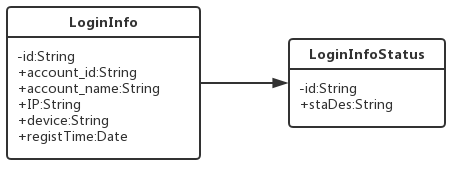 LoginInfo
-id:String
+account_id:String
+account_name:String
+IP:String
+device:String
+registTime:Date
LoginInfoStatus
-id:String
+staDes:String